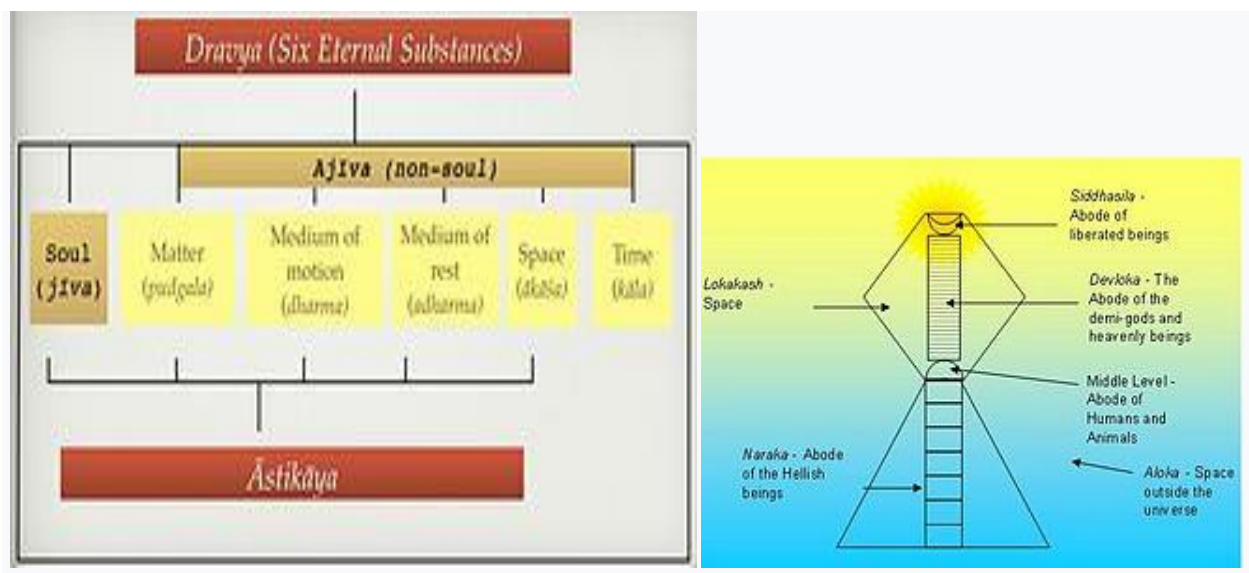 Dravya (Six Eternal Substances)
Ajīva (non-soul)
Soul
(jīva)
Matter
(pudgala)
Medium of
motion
(dharma)
Medium of
rest
(adharma)
Space
(ākāśa)
Time
(kāla)
Āstikāya
Siddhasila -
Abode of
liberated beings
Lokakash -
Space
Devloka - The
Abode of the
demi-gods and
heavenly beings
Middle Level -
Abode of
Humans and
Animals
Naraka - Abode
of the Hellish
beings
Aloka - Space
outside the
universe